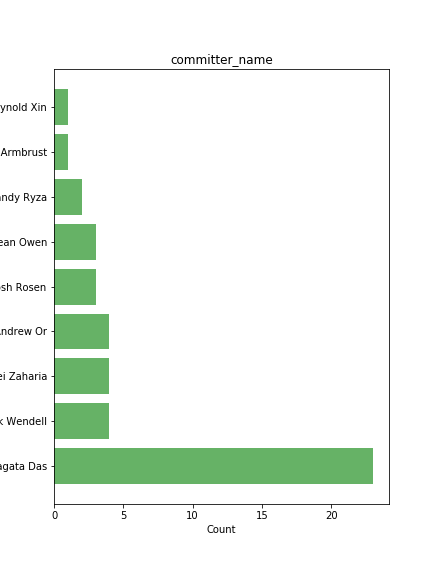 committer_name
ynold Xin
Armbrust
andy Ryza
ean Owen
osh Rosen
Andrew Or
ei Zaharia
k Wendell
agata Das
0 5 10 15 20
Count